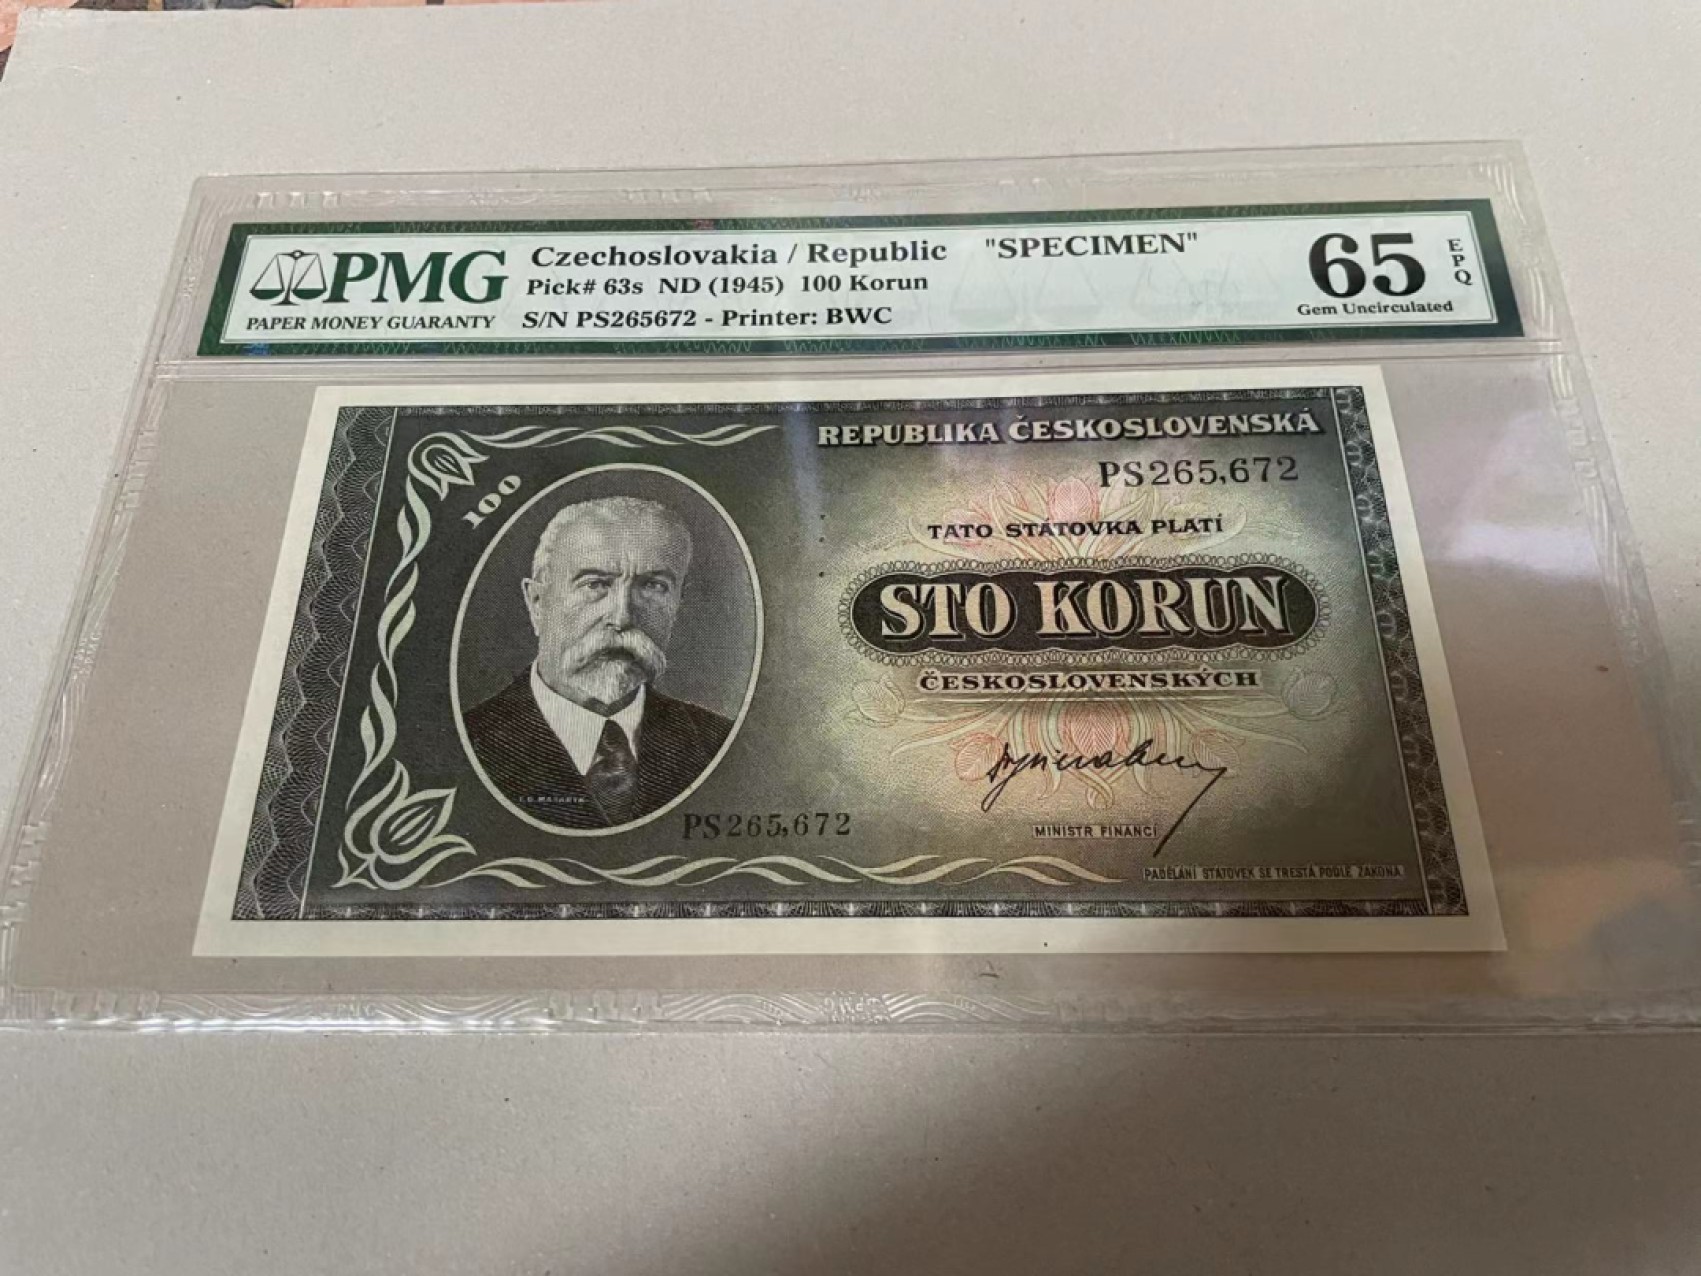 PMG
PAPER MONEY GUARANTY
Czechoslovakia / Republic "SPECIMEN"
Pick# 63s ND (1945) 100 Korun
S/N PS265672 - Printer: BWC
65
EPQ
Gem Uncirculated
REPUBLIKA ČESKOSLOVENSKÁ
PS265,672
100
TATO STÁTOVKA PLATÍ
STO KORUN
ČESKOSLOVENSKÝCH
T. G. MASARYK
PS265,672
MINISTR FINANCÍ
PADĚLÁNÍ STÁTOVEK SE TRESTÁ PODLE ZÁKONA